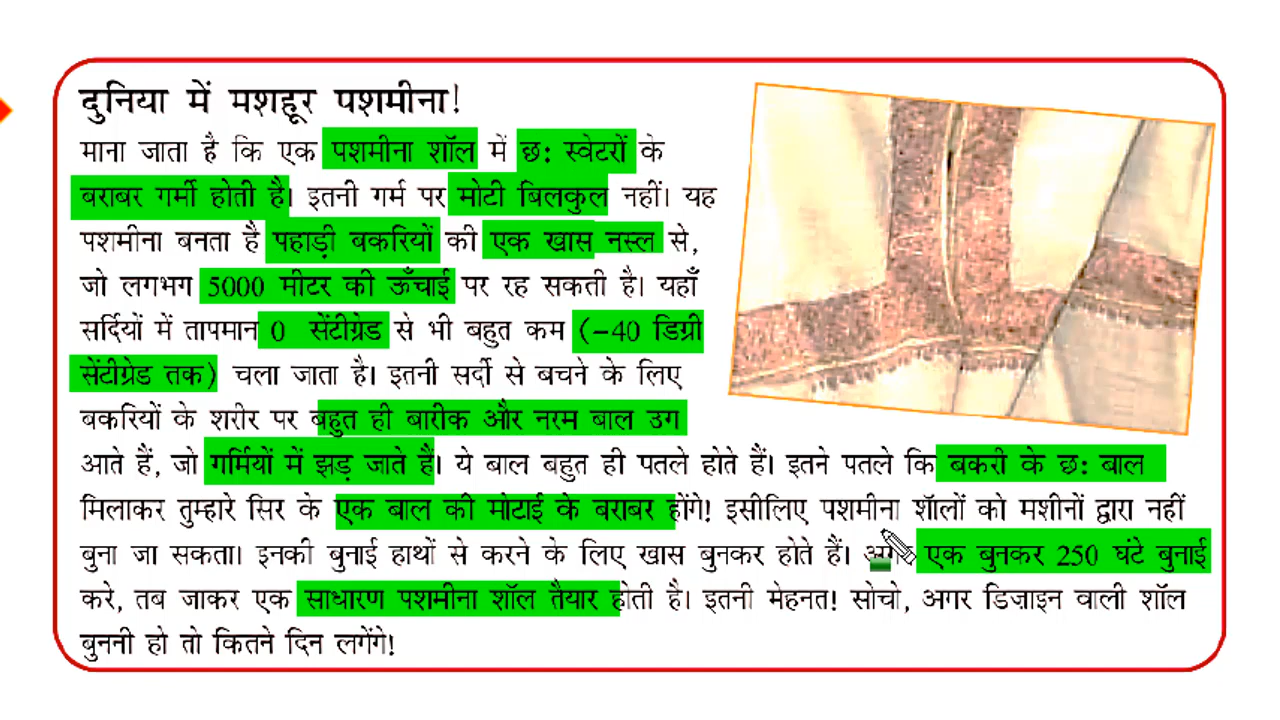 दुनिया में मशहूर पशमीना!
माना जाता है कि एक पशमीना शॉल में छः स्वेटरों के
बराबर गर्मी होती है। इतनी गर्म पर मोटी बिलकुल नहीं। यह
पशमीना बनता है पहाड़ी बकरियों की एक खास नस्ल से,
जो लगभग 5000 मीटर की ऊँचाई पर रह सकती है। यहाँ
सर्दियों में तापमान 0 सेंटीग्रेड से भी बहुत कम (−40 डिग्री
सेंटीग्रेड तक) चला जाता है। इतनी सर्दी से बचने के लिए
बकरियों के शरीर पर बहुत ही बारीक और नरम बाल उग
आते हैं, जो गर्मियों में झड़ जाते हैं। ये बाल बहुत ही पतले होते हैं। इतने पतले कि बकरी के छः बाल
मिलाकर तुम्हारे सिर के एक बाल की मोटाई के बराबर होंगे! इसीलिए पशमीना शॉलों को मशीनों द्वारा नहीं
बुना जा सकता। इनकी बुनाई हाथों से करने के लिए खास बुनकर होते हैं। एक बुनकर 250 घंटे बुनाई
करे, तब जाकर एक साधारण पशमीना शॉल तैयार होती है। इतनी मेहनत! सोचो, अगर डिज़ाइन वाली शॉल
बुननी हो तो कितने दिन लगेंगे!